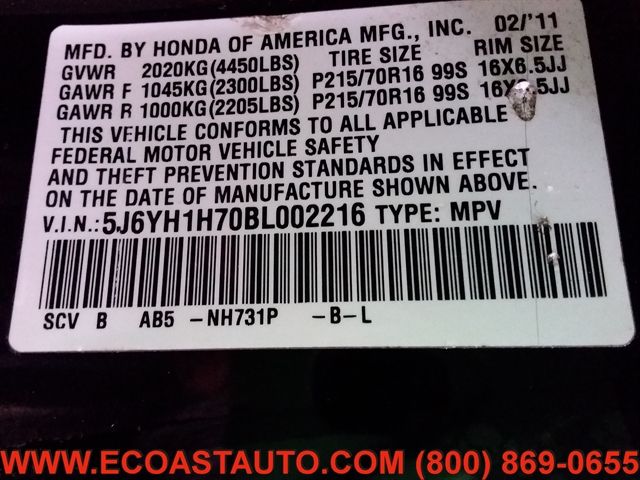 MFD. BY HONDA OF AMERICA MFG., INC. 02/'11
GVWR 2020KG(4450LBS) TIRE SIZE RIM SIZE
GAWR F 1045KG(2300LBS) P215/70R16 99S 16X6.5JJ
GAWR R 1000KG(2205LBS) P215/70R16 99S 16X6.5JJ
THIS VEHICLE CONFORMS TO ALL APPLICABLE
FEDERAL MOTOR VEHICLE SAFETY
AND THEFT PREVENTION STANDARDS IN EFFECT
ON THE DATE OF MANUFACTURE SHOWN ABOVE.
V.I.N.:5J6YH1H70BL002216 TYPE: MPV
SCV B AB5 -NH731P -B-L
WWW.ECOASTAUTO.COM (800) 869-0655